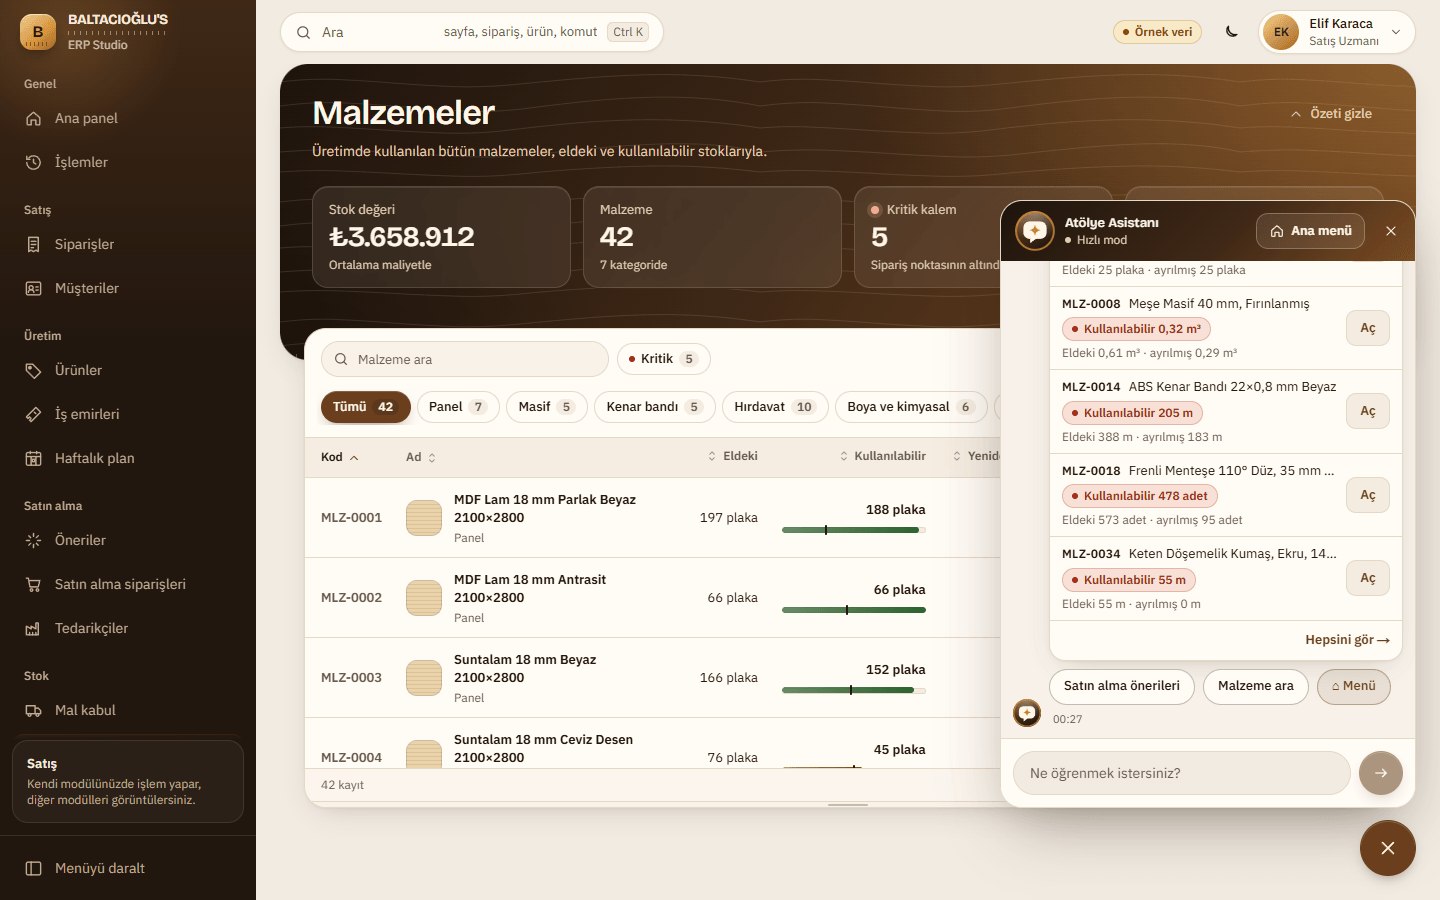 B
BALTACIOĞLU'S
ERP Studio
Genel
Ana panel
İşlemler
Satış
Siparişler
Müşteriler
Üretim
Ürünler
İş emirleri
Haftalık plan
Satın alma
Öneriler
Satın alma siparişleri
Tedarikçiler
Stok
Mal kabul
Satış
Kendi modülünüzde işlem yapar,
diğer modülleri görüntülersiniz.
Menüyü daralt
Ara sayfa, sipariş, ürün, komut Ctrl K
Örnek veri
EK
Elif Karaca
Satış Uzmanı
Malzemeler
Özeti gizle
Üretimde kullanılan bütün malzemeler, eldeki ve kullanılabilir stoklarıyla.
Stok değeri
₺3.658.912
Ortalama maliyetle
Malzeme
42
7 kategoride
Kritik kalem
5
Sipariş noktasının altınd
Malzeme ara
Kritik 5
Tümü 42
Panel 7
Masif 5
Kenar bandı 5
Hırdavat 10
Boya ve kimyasal 6
Kod Ad Eldeki Kullanılabilir Yenide
MLZ-0001 MDF Lam 18 mm Parlak Beyaz 2100×2800 Panel 197 plaka 188 plaka
MLZ-0002 MDF Lam 18 mm Antrasit 2100×2800 Panel 66 plaka 66 plaka
MLZ-0003 Suntalam 18 mm Beyaz 2100×2800 Panel 166 plaka 152 plaka
MLZ-0004 Suntalam 18 mm Ceviz Desen 2100×2800 76 plaka 45 plaka
42 kayıt
Atölye Asistanı
Hızlı mod
Ana menü
Eldeki 25 plaka · ayrılmış 25 plaka
MLZ-0008 Meşe Masif 40 mm, Fırınlanmış
Kullanılabilir 0,32 m³
Eldeki 0,61 m³ · ayrılmış 0,29 m³
Aç
MLZ-0014 ABS Kenar Bandı 22×0,8 mm Beyaz
Kullanılabilir 205 m
Eldeki 388 m · ayrılmış 183 m
Aç
MLZ-0018 Frenli Menteşe 110° Düz, 35 mm ...
Kullanılabilir 478 adet
Eldeki 573 adet · ayrılmış 95 adet
Aç
MLZ-0034 Keten Döşemelik Kumaş, Ekru, 14...
Kullanılabilir 55 m
Eldeki 55 m · ayrılmış 0 m
Aç
Hepsini gör →
Satın alma önerileri
Malzeme ara
⌂ Menü
00:27
Ne öğrenmek istersiniz?